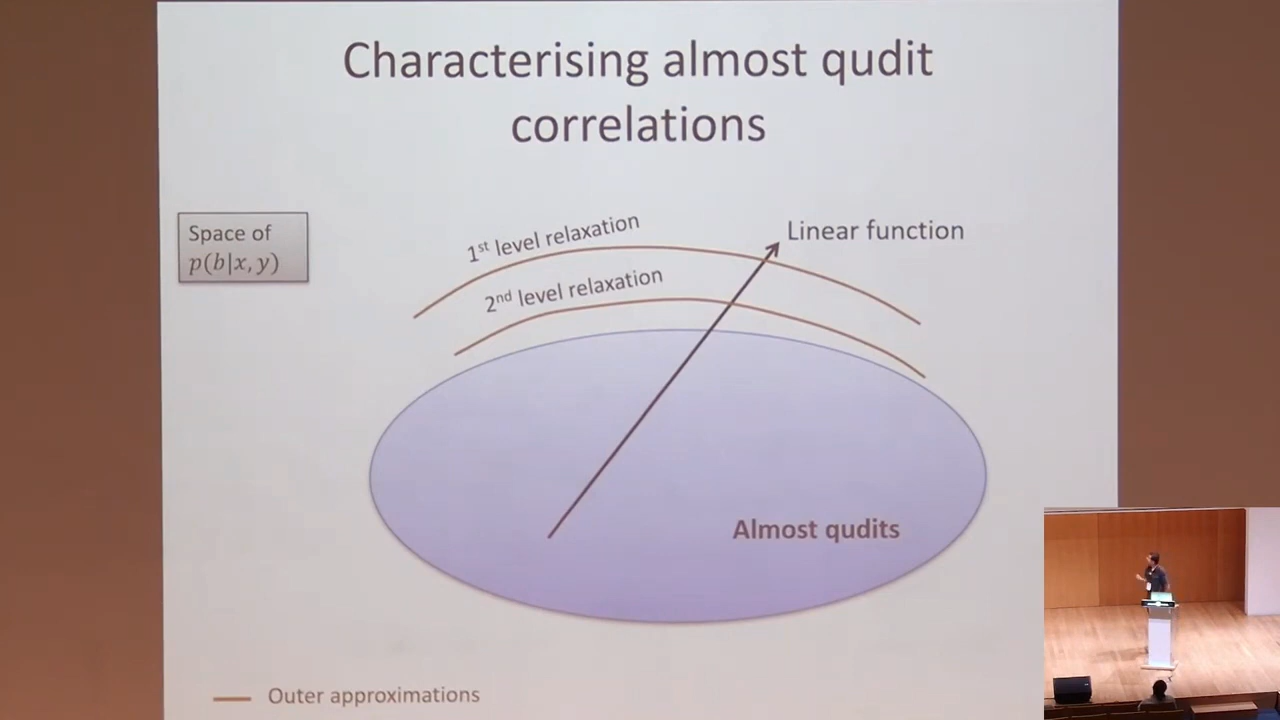 Characterising almost qudit
correlations
Space of
p(b|x, y)
1st level relaxation
Linear function
2nd level relaxation
Almost qudits
Outer approximations